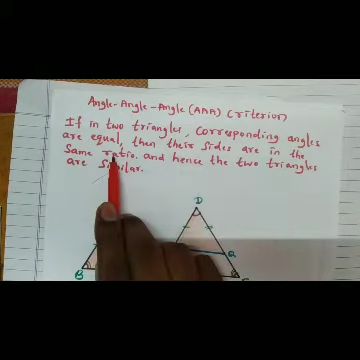 Angle-Angle-Angle (AAA) Criterion
If in two triangles, corresponding angles
are equal, then their sides are in the
same ratio and hence the two triangles
are similar.
D
Q
B